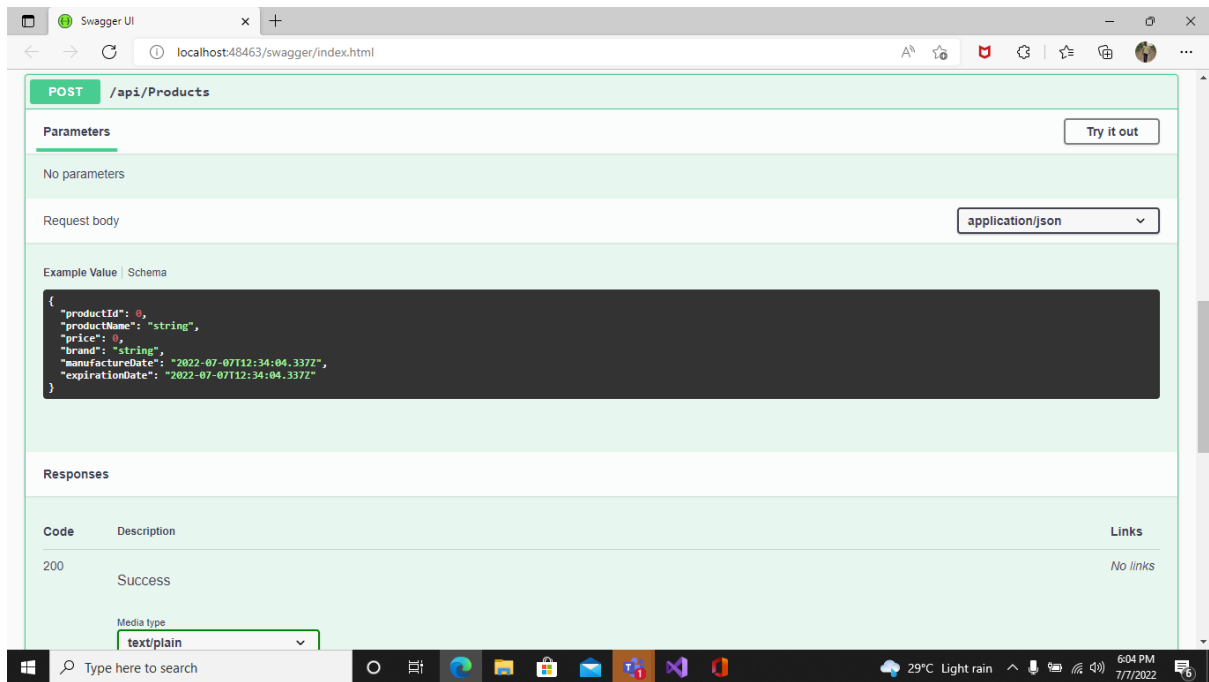 Swagger UI
localhost:48463/swagger/index.html
POST /api/Products
Parameters
Try it out
No parameters
Request body
application/json
Example Value | Schema
{
  "productId": 0,
  "productName": "string",
  "price": 0,
  "brand": "string",
  "manufactureDate": "2022-07-07T12:34:04.337Z",
  "expirationDate": "2022-07-07T12:34:04.337Z"
}
Responses
Code Description Links
200 Success No links
Media type
text/plain
Type here to search
29°C Light rain
6:04 PM
7/7/2022